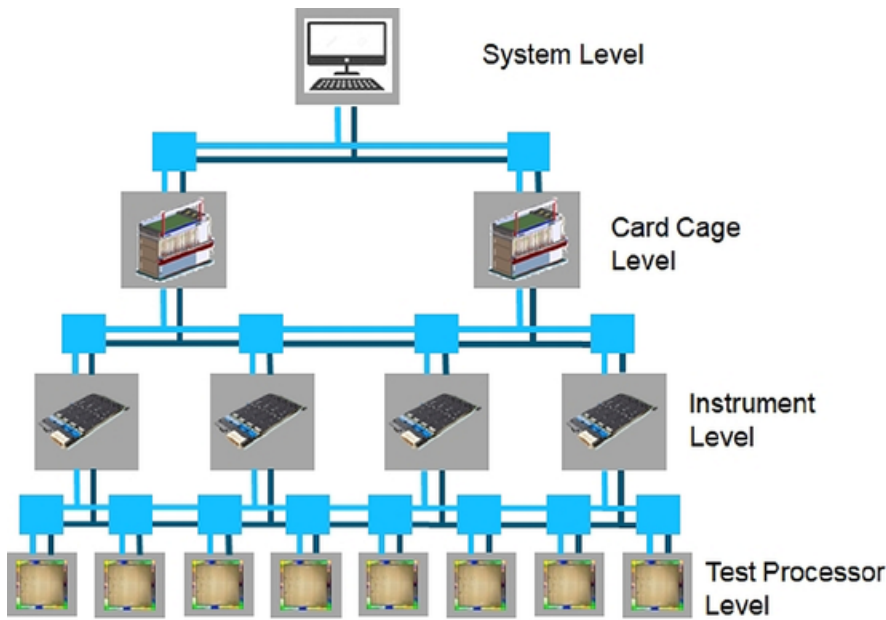 System Level
Card Cage
Level
Instrument
Level
Test Processor
Level